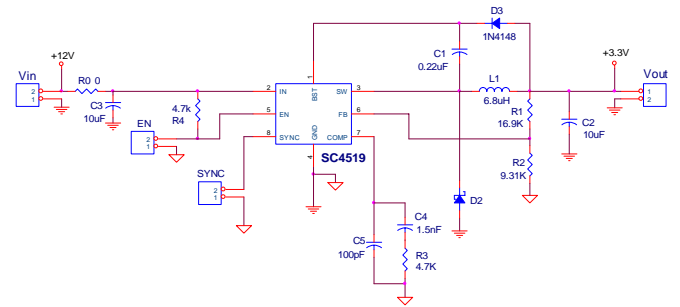 D3
1N4148
+12V
+3.3V
Vin
R0 0
C1
0.22uF
L1
6.8uH
Vout
2
1
C3
10uF
4.7k
R4
2
IN
1
BST
SW
3
5
EN
FB
6
8
SYNC
GND
COMP
7
4
SC4519
R1
16.9K
C2
10uF
1
2
EN
2
1
R2
9.31K
SYNC
2
1
D2
C4
1.5nF
C5
100pF
R3
4.7K